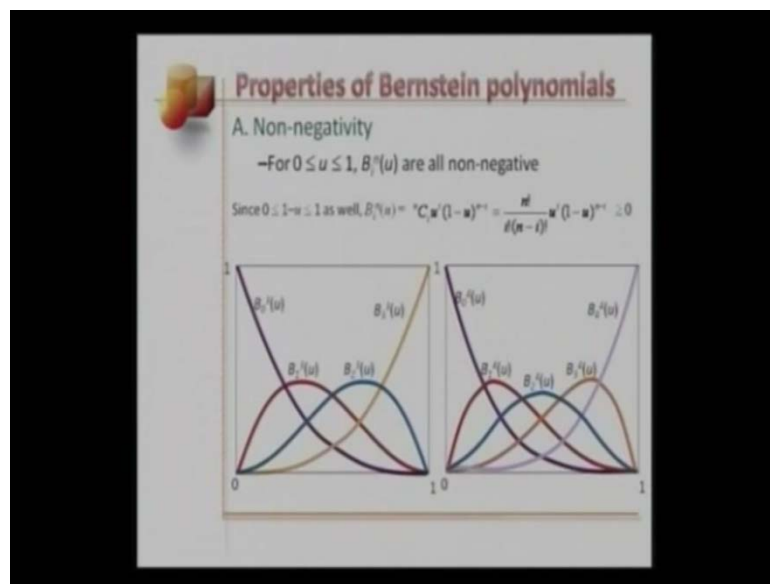 Properties of Bernstein polynomials
A. Non-negativity
–For 0 ≤ u ≤ 1, Bᵢⁿ(u) are all non-negative
Since 0 ≤ 1–u ≤ 1 as well, Bᵢⁿ(u) = ⁿCᵢuⁱ(1 – u)ⁿ⁻ⁱ = n!/i!(n – i)! uⁱ(1 – u)ⁿ⁻ⁱ ≥ 0
1 1
B₀³(u) B₃³(u) B₀⁴(u) B₄⁴(u)
B₁³(u) B₂³(u) B₁⁴(u) B₂⁴(u) B₃⁴(u)
0 1 0 1